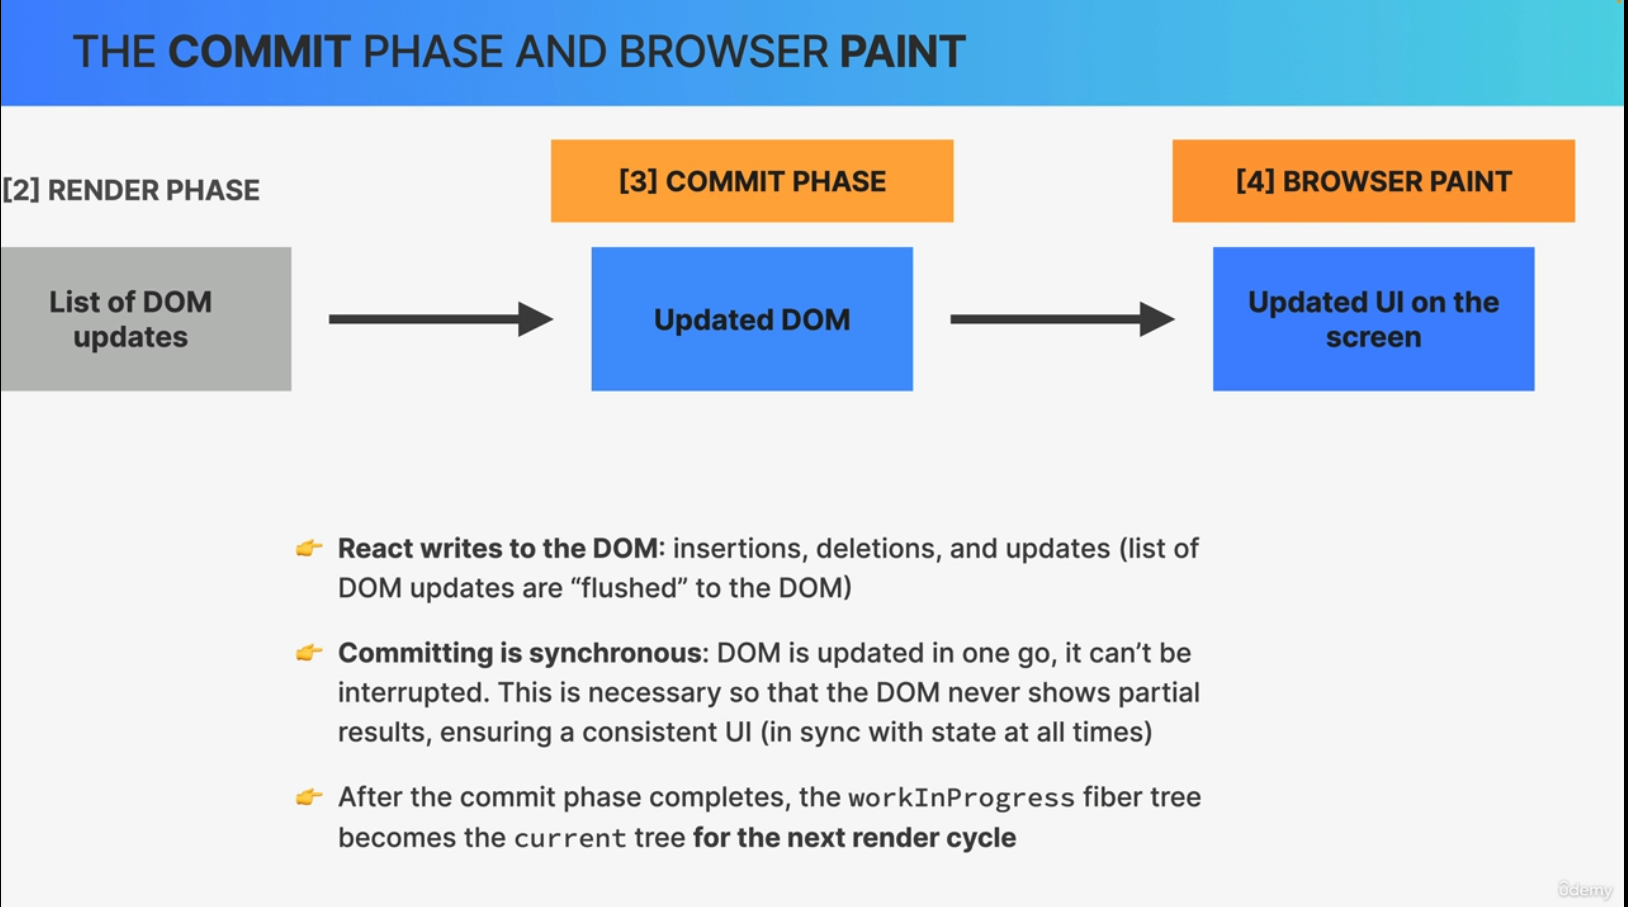 THE COMMIT PHASE AND BROWSER PAINT
[2] RENDER PHASE
[3] COMMIT PHASE
[4] BROWSER PAINT
List of DOM
updates
Updated DOM
Updated UI on the
screen
👉 React writes to the DOM: insertions, deletions, and updates (list of
DOM updates are “flushed” to the DOM)
👉 Committing is synchronous: DOM is updated in one go, it can’t be
interrupted. This is necessary so that the DOM never shows partial
results, ensuring a consistent UI (in sync with state at all times)
👉 After the commit phase completes, the workInProgress fiber tree
becomes the current tree for the next render cycle
ûdemy